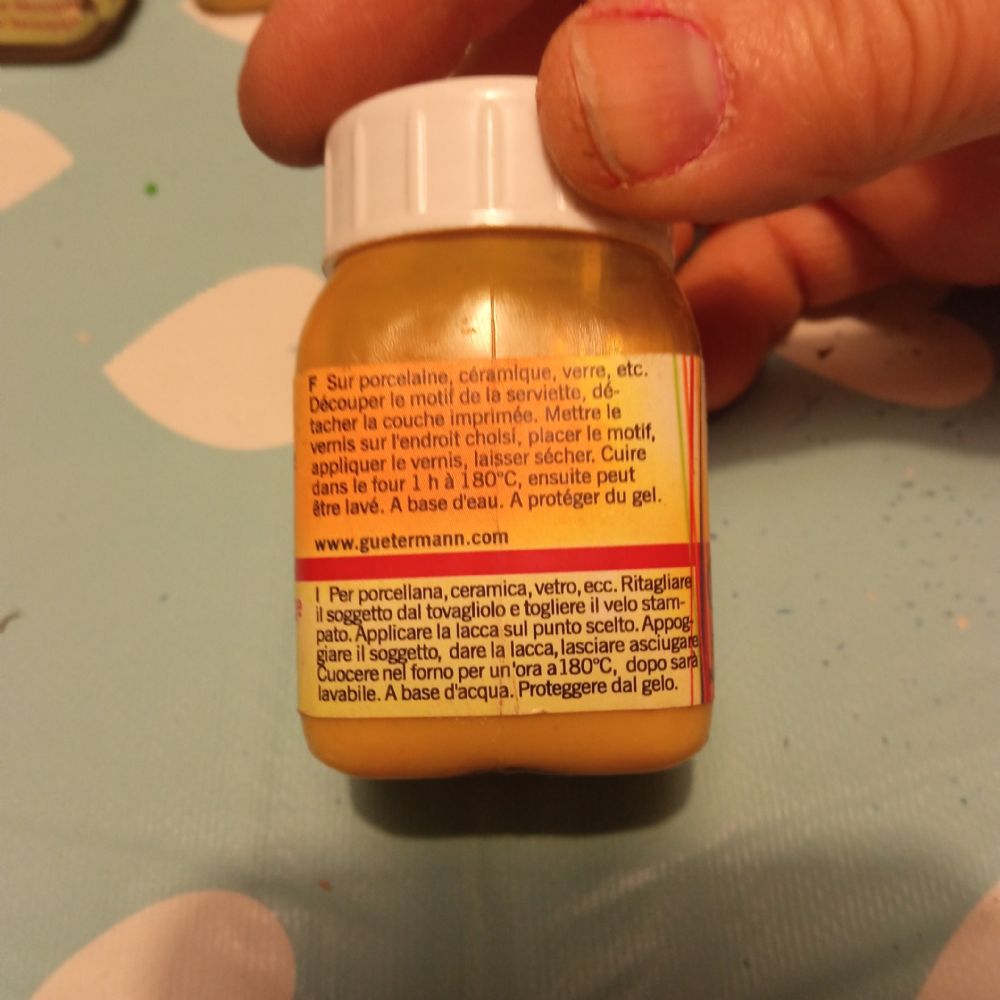 F Sur porcelaine, céramique, verre, etc.
Découper le motif de la serviette, dé-
tacher la couche imprimée. Mettre le
vernis sur l'endroit choisi, placer le motif,
appliquer le vernis, laisser sécher. Cuire
dans le four 1 h à 180°C, ensuite peut
être lavé. A base d'eau. A protéger du gel.
www.guetermann.com
I Per porcellana, ceramica, vetro, ecc. Ritagliare
il soggetto dal tovagliolo e togliere il velo stam-
pato. Applicare la lacca sul punto scelto. Appog-
giare il soggetto, dare la lacca, lasciare asciugare
Cuocere nel forno per un'ora a 180°C, dopo sarà
lavabile. A base d'acqua. Proteggere dal gelo.